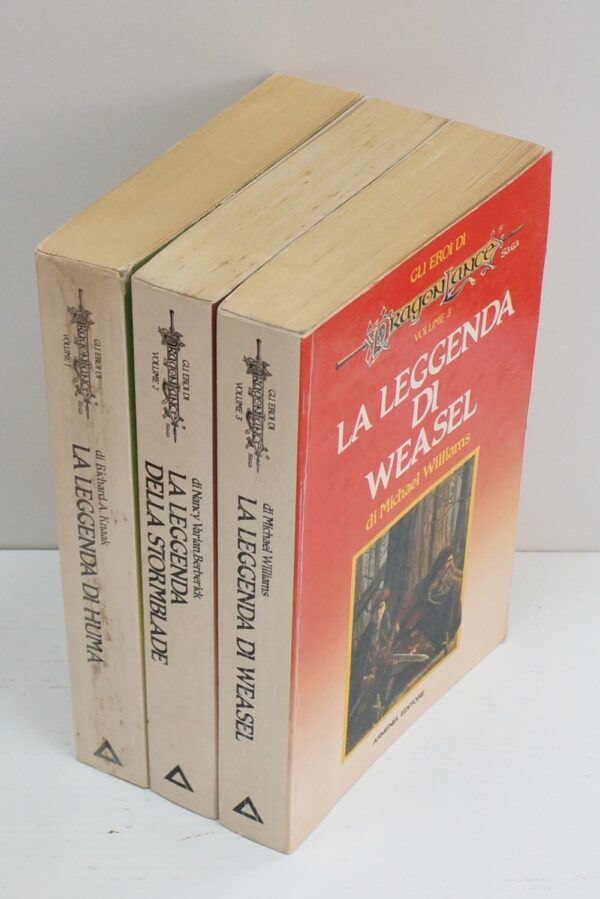 GLI EROI DI
DRAGONLANCE®
Saga
VOLUME 1
di Richard A. Knaak
LA LEGGENDA DI HUMA
GLI EROI DI
DRAGONLANCE®
Saga
VOLUME 2
di Nancy Varian Berberick
LA LEGGENDA
DELLA STORMBLADE
GLI EROI DI
DRAGONLANCE®
Saga
VOLUME 3
di Michael Williams
LA LEGGENDA DI WEASEL
GLI EROI DI
DRAGONLANCE®
Saga
VOLUME 3
LA LEGGENDA
DI
WEASEL
di Michael Williams
ARMENIA EDITORE